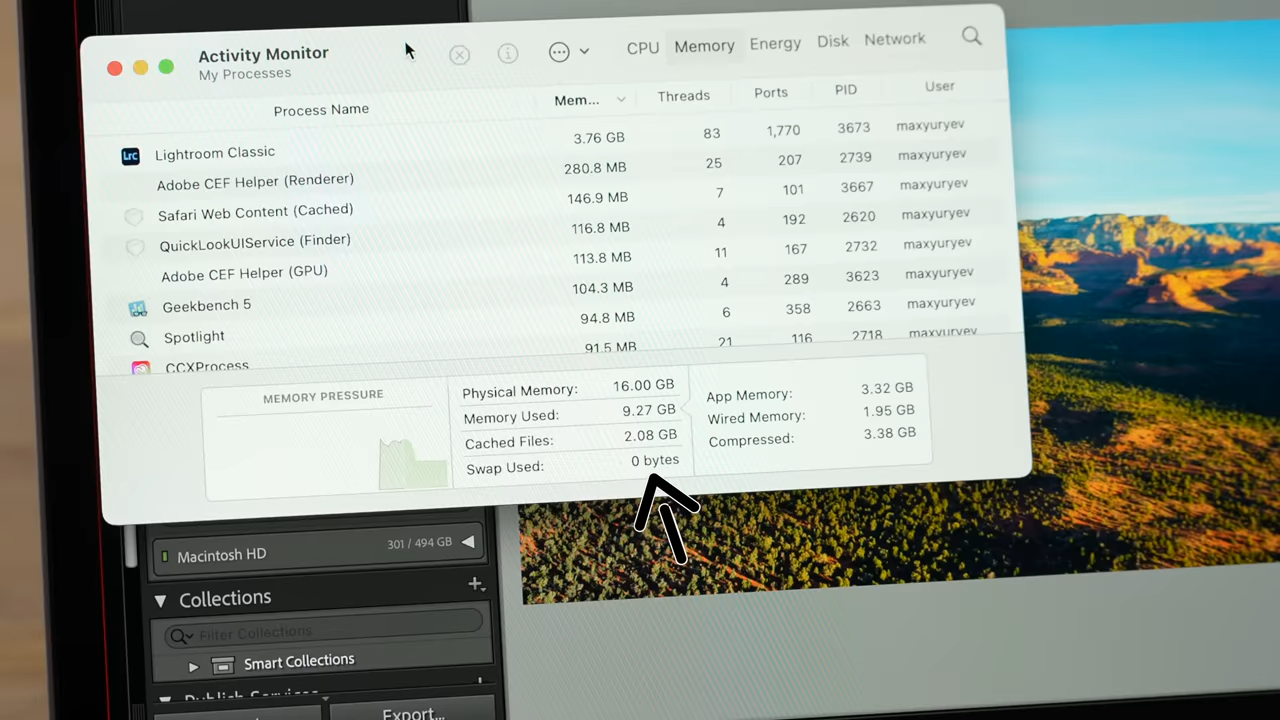 Activity Monitor
My Processes
CPU Memory Energy Disk Network
Process Name Mem... Threads Ports PID User
Lrc Lightroom Classic 3.76 GB 83 1,770 3673 maxyuryev
Adobe CEF Helper (Renderer) 280.8 MB 25 207 2739 maxyuryev
Safari Web Content (Cached) 146.9 MB 7 101 3667 maxyuryev
QuickLookUIService (Finder) 116.8 MB 4 192 2620 maxyuryev
Adobe CEF Helper (GPU) 113.8 MB 11 167 2732 maxyuryev
Geekbench 5 104.3 MB 4 289 3623 maxyuryev
Spotlight 94.8 MB 6 358 2663 maxyuryev
CCXProcess 91.5 MB 21 116 2718 maxyuryev
MEMORY PRESSURE
Physical Memory: 16.00 GB
Memory Used: 9.27 GB
Cached Files: 2.08 GB
Swap Used: 0 bytes
App Memory: 3.32 GB
Wired Memory: 1.95 GB
Compressed: 3.38 GB
Macintosh HD 301 / 494 GB
Collections
Filter Collections
Smart Collections
Publish Services
Export...